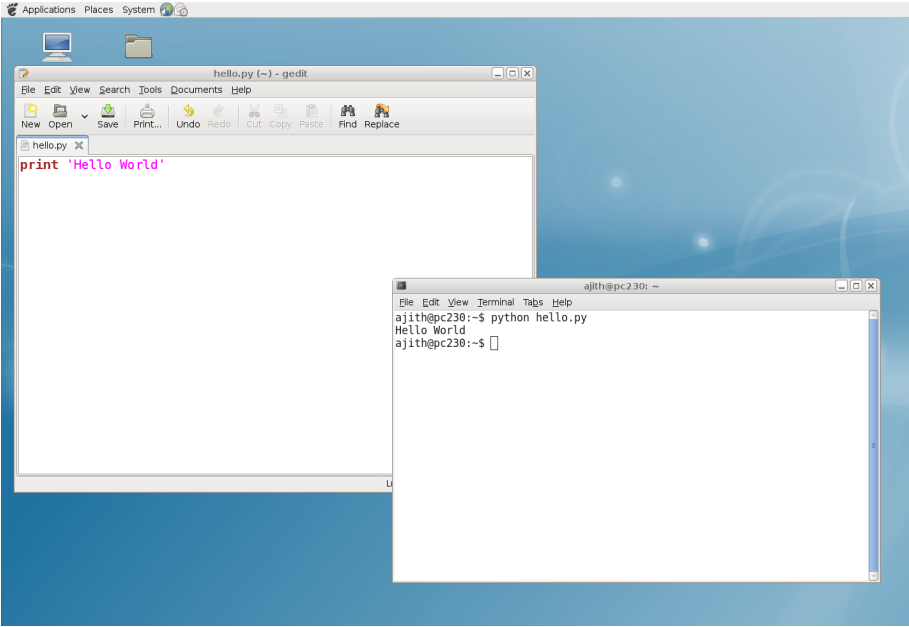 Applications Places System
hello.py (~) - gedit
File Edit View Search Tools Documents Help
New Open Save Print... Undo Redo Cut Copy Paste Find Replace
hello.py
print 'Hello World'
ajith@pc230: ~
File Edit View Terminal Tabs Help
ajith@pc230:~$ python hello.py
Hello World
ajith@pc230:~$